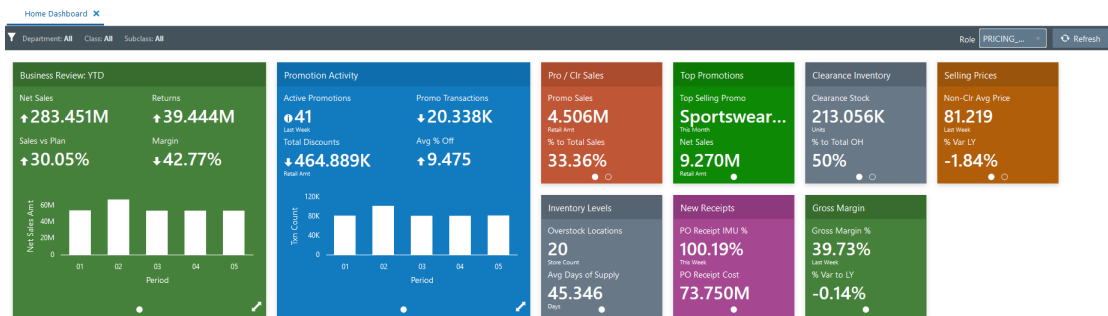 Home Dashboard
Department: All Class: All Subclass: All
Role PRICING_... Refresh
Business Review: YTD
Net Sales Returns
283.451M 39.444M
Sales vs Plan Margin
30.05% 42.77%
Net Sales Amt
60M
40M
20M
0
01 02 03 04 05
Period
Promotion Activity
Active Promotions Promo Transactions
41 20.338K
Last Week
Total Discounts Avg % Off
464.889K 9.475
Retail Amt
Txn Count
120K
80K
40K
0
01 02 03 04 05
Period
Pro / Clr Sales
Promo Sales
4.506M
Retail Amt
% to Total Sales
33.36%
Top Promotions
Top Selling Promo
Sportswear...
This Month
Net Sales
9.270M
Retail Amt
Clearance Inventory
Clearance Stock
213.056K
Units
% to Total OH
50%
Selling Prices
Non-Clr Avg Price
81.219
Last Week
% Var LY
-1.84%
Inventory Levels
Overstock Locations
20
Store Count
Avg Days of Supply
45.346
Days
New Receipts
PO Receipt IMU %
100.19%
This Week
PO Receipt Cost
73.750M
Gross Margin
Gross Margin %
39.73%
Last Week
% Var to LY
-0.14%